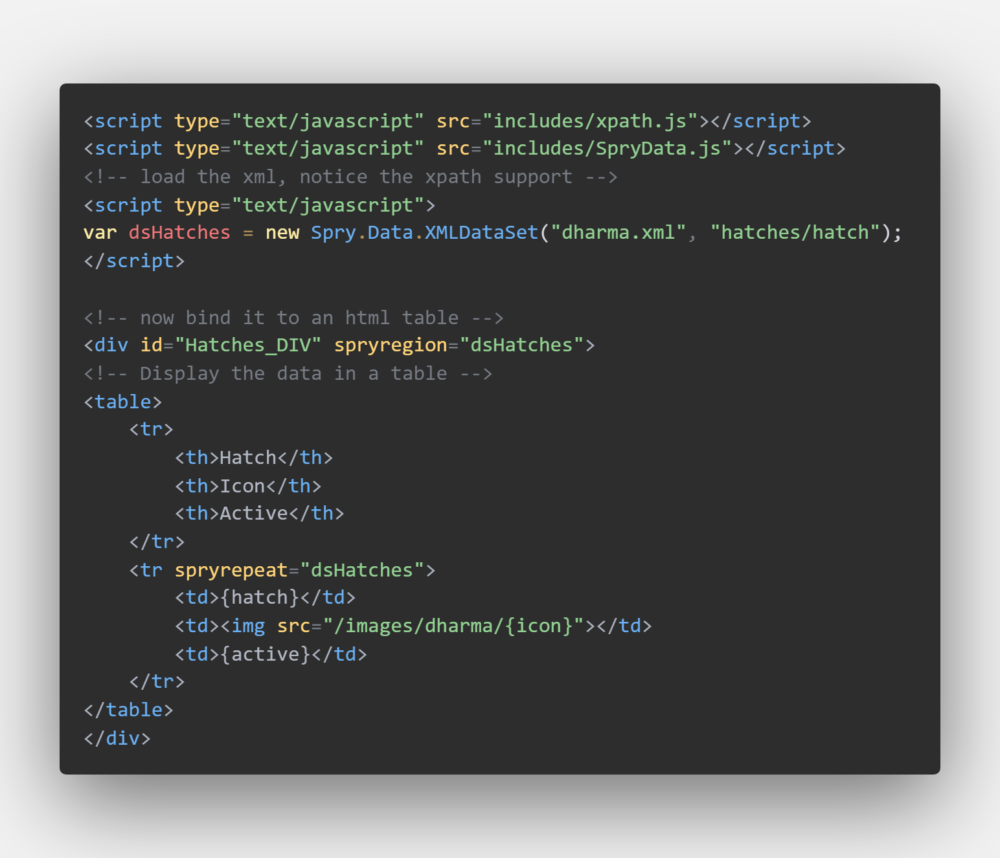 <script type="text/javascript" src="includes/xpath.js"></script>
<script type="text/javascript" src="includes/SpryData.js"></script>
<!-- load the xml, notice the xpath support -->
<script type="text/javascript">
var dsHatches = new Spry.Data.XMLDataSet("dharma.xml", "hatches/hatch");
</script>

<!-- now bind it to an html table -->
<div id="Hatches_DIV" spryregion="dsHatches">
<!-- Display the data in a table -->
<table>
    <tr>
        <th>Hatch</th>
        <th>Icon</th>
        <th>Active</th>
    </tr>
    <tr spryrepeat="dsHatches">
        <td>{hatch}</td>
        <td><img src="/images/dharma/{icon}"></td>
        <td>{active}</td>
    </tr>
</table>
</div>